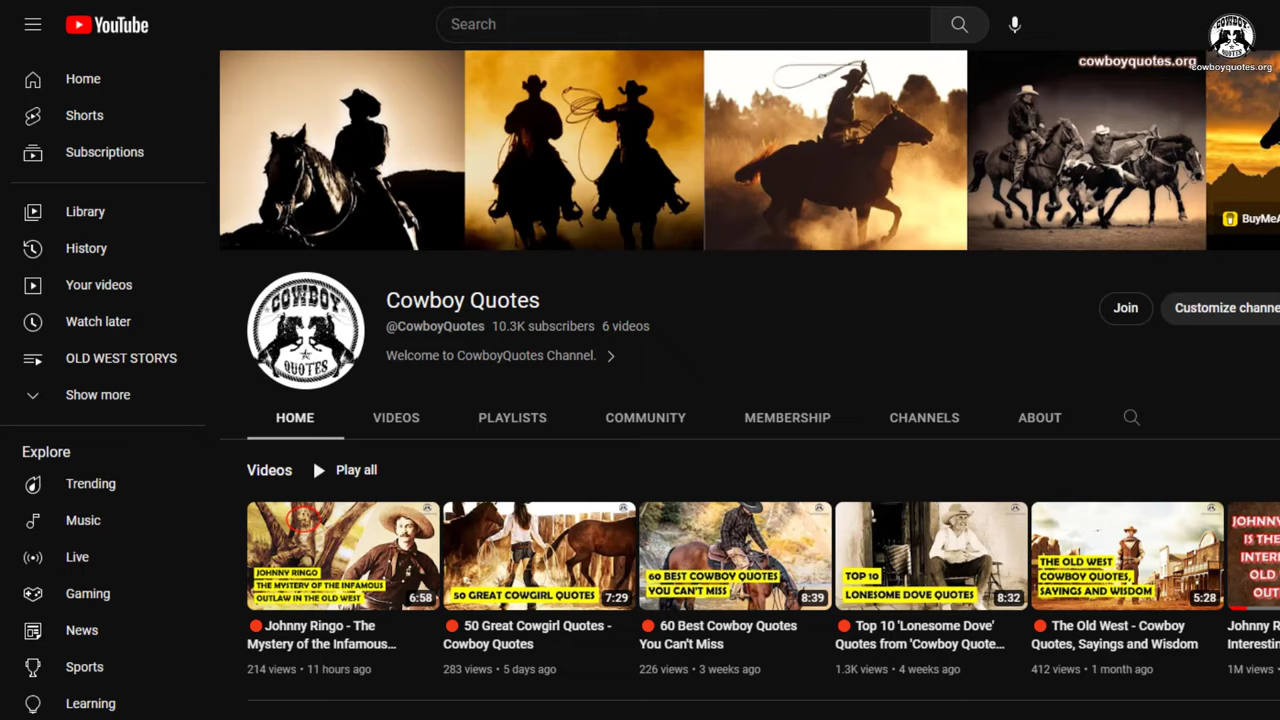 YouTube
Search
COWBOY
QUOTES
cowboyquotes.org
cowboyquotes.org
BuyMeA
Home
Shorts
Subscriptions
Library
History
Your videos
Watch later
OLD WEST STORYS
Show more
Explore
Trending
Music
Live
Gaming
News
Sports
Learning
COWBOY
QUOTES
Cowboy Quotes
@CowboyQuotes 10.3K subscribers 6 videos
Welcome to CowboyQuotes Channel.
Join
Customize channe
HOME VIDEOS PLAYLISTS COMMUNITY MEMBERSHIP CHANNELS ABOUT
Videos Play all
JOHNNY RINGO
THE MYSTERY OF THE INFAMOUS
OUTLAW IN THE OLD WEST
6:58
Johnny Ringo - The
Mystery of the Infamous...
214 views • 11 hours ago
50 GREAT COWGIRL QUOTES
7:29
50 Great Cowgirl Quotes -
Cowboy Quotes
283 views • 5 days ago
60 BEST COWBOY QUOTES
YOU CAN'T MISS
8:39
60 Best Cowboy Quotes
You Can't Miss
226 views • 3 weeks ago
TOP 10
LONESOME DOVE QUOTES
8:32
Top 10 'Lonesome Dove'
Quotes from 'Cowboy Quote...
1.3K views • 4 weeks ago
THE OLD WEST
COWBOY QUOTES,
SAYINGS AND WISDOM
5:28
The Old West - Cowboy
Quotes, Sayings and Wisdom
412 views • 1 month ago
JOHNN
IS THE
INTERE
OLD
OUT
Johnny R
Interestin
1M views •